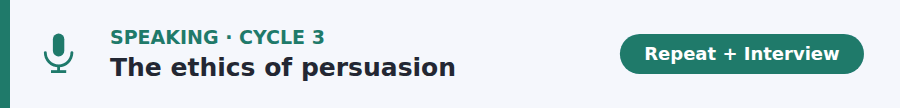 SPEAKING · CYCLE 3
The ethics of persuasion
Repeat + Interview